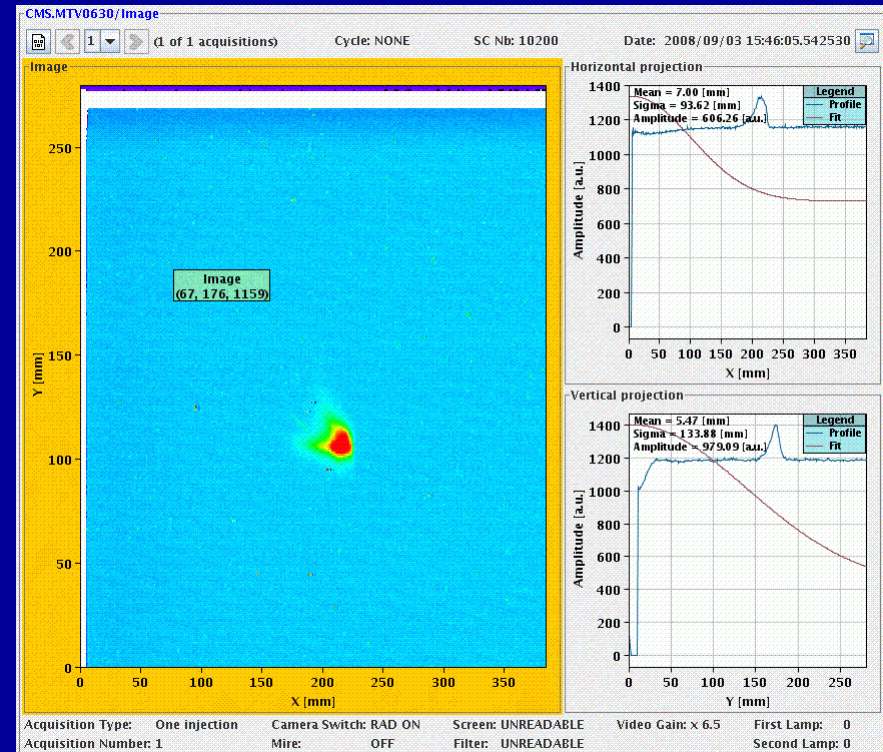 CMS.MTV0630/Image
1 (1 of 1 acquisitions) Cycle: NONE SC Nb: 10200 Date: 2008/09/03 15:46:05.542530
Image
250
200
150
100
50
0
Y [mm]
Image
(67, 176, 1159)
0 50 100 150 200 250 300 350
X [mm]
Horizontal projection
Mean = 7.00 [mm]
Sigma = 93.62 [mm]
Amplitude = 606.26 [a.u.]
Legend
Profile
Fit
1400
1200
1000
800
600
400
200
0
Amplitude [a.u.]
0 50 100 150 200 250 300 350
X [mm]
Vertical projection
Mean = 5.47 [mm]
Sigma = 133.88 [mm]
Amplitude = 979.09 [a.u.]
Legend
Profile
Fit
1400
1200
1000
800
600
400
200
0
Amplitude [a.u.]
0 50 100 150 200 250
Y [mm]
Acquisition Type: One injection Camera Switch: RAD ON Screen: UNREADABLE Video Gain: x 6.5 First Lamp: 0
Acquisition Number: 1 Mire: OFF Filter: UNREADABLE Second Lamp: 0